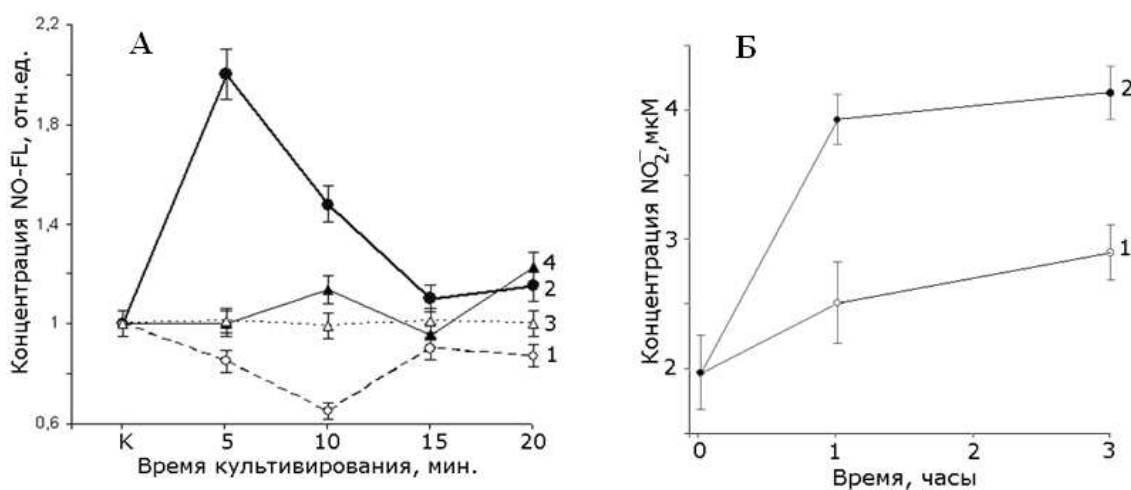 А
Концентрация NO-FL, отн.ед.
2,2
1,8
1,4
1
0,6
4
2
3
1
К 5 10 15 20
Время культивирования, мин.
Б
Концентрация NO₂⁻,мкМ
4
3
2
2
1
0 1 2 3
Время, часы